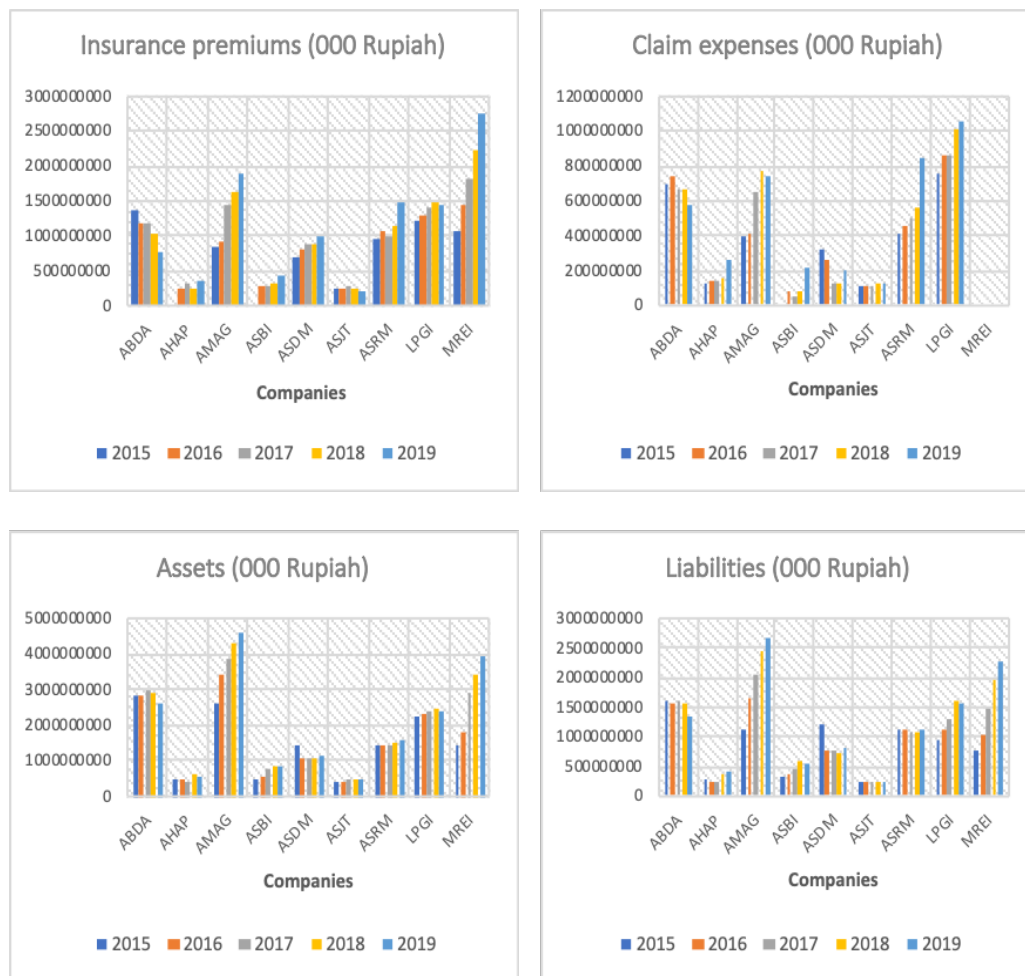 Insurance premiums (000 Rupiah)
3000000000
2500000000
2000000000
1500000000
1000000000
500000000
0
ABDA
AHAP
AMAG
ASBI
ASDM
ASJT
ASRM
LPGI
MREI
Companies
2015 2016 2017 2018 2019
Claim expenses (000 Rupiah)
1200000000
1000000000
800000000
600000000
400000000
200000000
0
ABDA
AHAP
AMAG
ASBI
ASDM
ASJT
ASRM
LPGI
MREI
Companies
2015 2016 2017 2018 2019
Assets (000 Rupiah)
5000000000
4000000000
3000000000
2000000000
1000000000
0
ABDA
AHAP
AMAG
ASBI
ASDM
ASJT
ASRM
LPGI
MREI
Companies
2015 2016 2017 2018 2019
Liabilities (000 Rupiah)
3000000000
2500000000
2000000000
1500000000
1000000000
500000000
0
ABDA
AHAP
AMAG
ASBI
ASDM
ASJT
ASRM
LPGI
MREI
Companies
2015 2016 2017 2018 2019